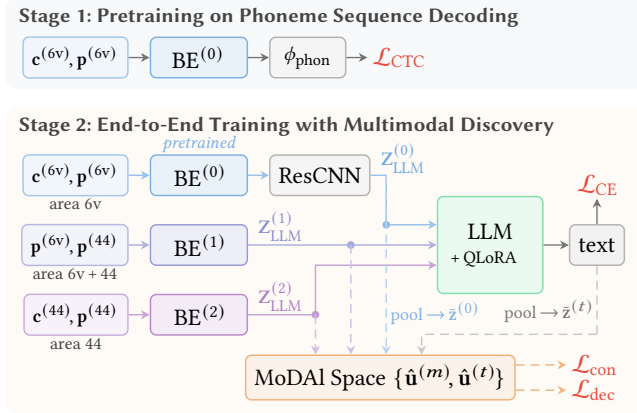 Stage 1: Pretraining on Phoneme Sequence Decoding
c⁽⁶ᵛ⁾, p⁽⁶ᵛ⁾
BE⁽⁰⁾
ϕ_phon
ℒ_CTC
Stage 2: End-to-End Training with Multimodal Discovery
pretrained
c⁽⁶ᵛ⁾, p⁽⁶ᵛ⁾
BE⁽⁰⁾
ResCNN
Z_LLM⁽⁰⁾
area 6v
ℒ_CE
p⁽⁶ᵛ⁾, p⁽⁴⁴⁾
BE⁽¹⁾
Z_LLM⁽¹⁾
LLM
+ QLoRA
text
area 6v + 44
c⁽⁴⁴⁾, p⁽⁴⁴⁾
BE⁽²⁾
Z_LLM⁽²⁾
area 44
pool → z̄⁽⁰⁾
pool → z̄⁽ᵗ⁾
MoDAl Space {û⁽ᵐ⁾, û⁽ᵗ⁾}
ℒ_con
ℒ_dec